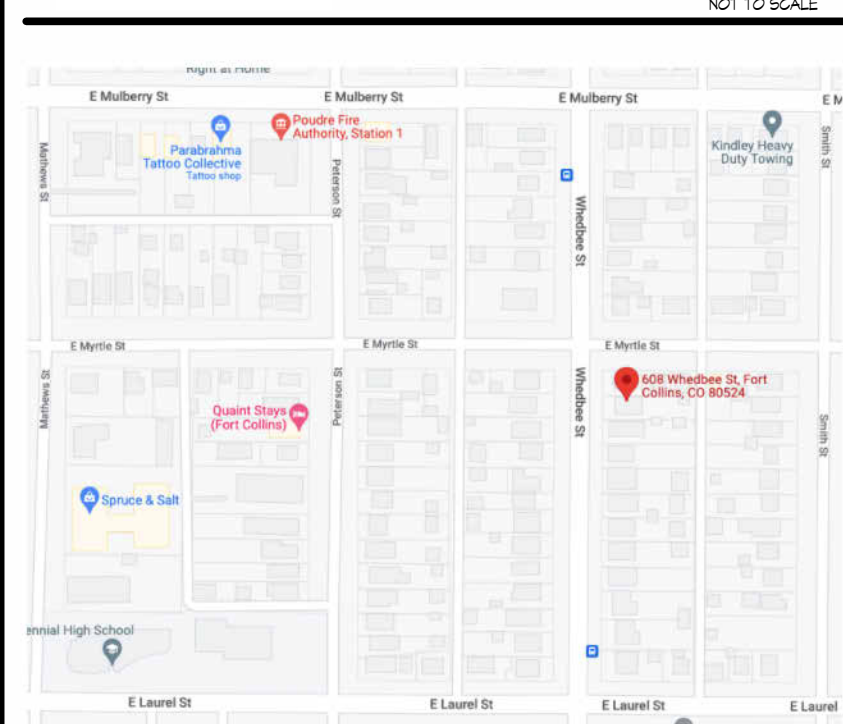 NOT TO SCALE
Right at Home
E Mulberry St
E Mulberry St
E Mulberry St
E M
Poudre Fire
Authority, Station 1
Parabrahma
Tattoo Collective
Tattoo shop
Kindley Heavy
Duty Towing
Mathews St
Peterson St
Whedbee St
Smith St
E Myrtle St
E Myrtle St
E Myrtle St
Mathews St
Peterson St
Whedbee St
Smith St
608 Whedbee St, Fort
Collins, CO 80524
Quaint Stays
(Fort Collins)
Spruce & Salt
ennial High School
E Laurel St
E Laurel St
E Laurel St
E Laurel